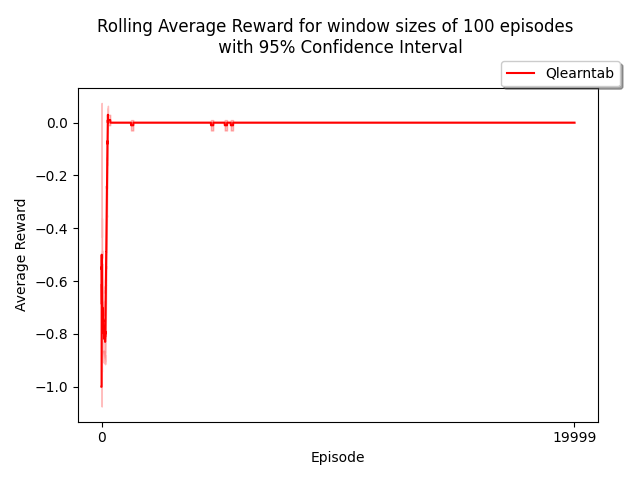 Rolling Average Reward for window sizes of 100 episodes
with 95% Confidence Interval
Qlearntab
0.0
−0.2
−0.4
−0.6
−0.8
−1.0
Average Reward
0
19999
Episode